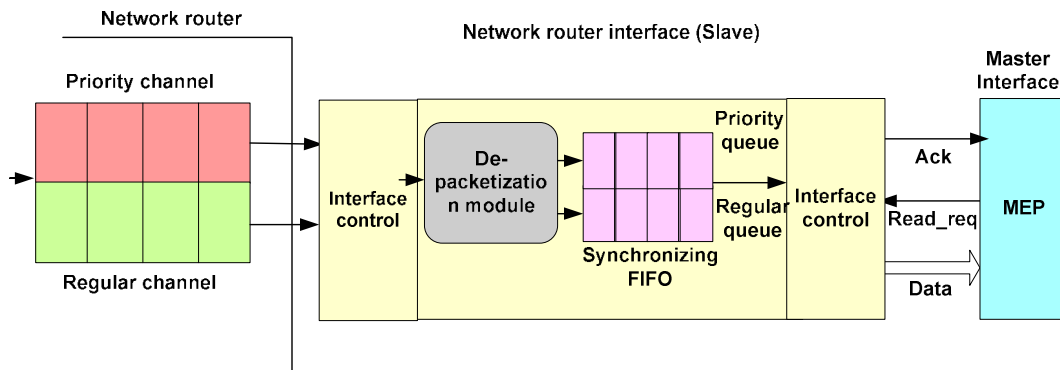 Network router
Network router interface (Slave)
Master
Interface
Priority channel
Priority
queue
De-
packetizatio
n module
Ack
Interface
control
Interface
control
MEP
Regular
queue
Read_req
Synchronizing
FIFO
Regular channel
Data